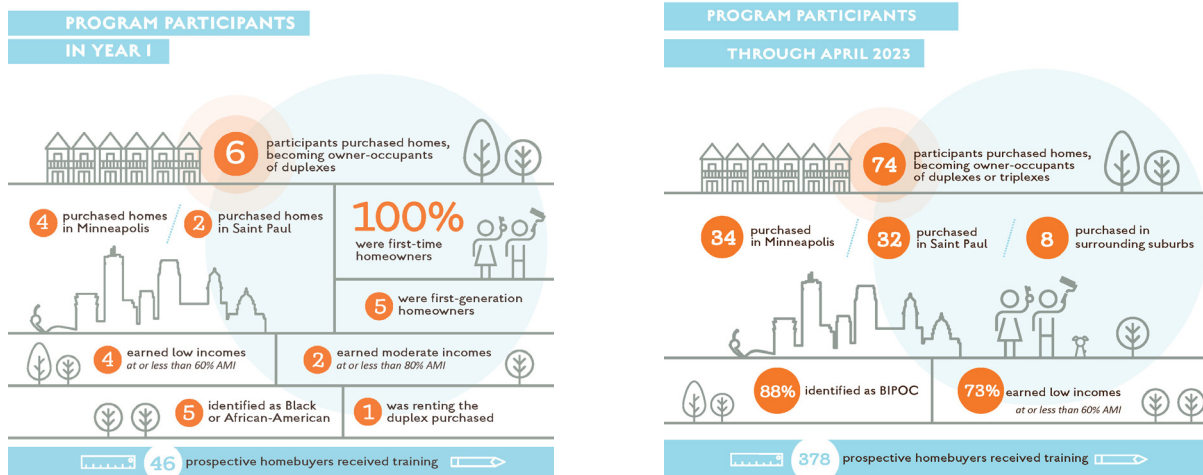 PROGRAM PARTICIPANTS
IN YEAR 1
6
participants purchased homes,
becoming owner-occupants
of duplexes
4
purchased homes
in Minneapolis
2
purchased homes
in Saint Paul
100%
were first-time
homeowners
5
were first-generation
homeowners
4
earned low incomes
at or less than 60% AMI
2
earned moderate incomes
at or less than 80% AMI
5
identified as Black
or African-American
1
was renting the
duplex purchased
46 prospective homebuyers received training
PROGRAM PARTICIPANTS
THROUGH APRIL 2023
74
participants purchased homes,
becoming owner-occupants
of duplexes or triplexes
34
purchased
in Minneapolis
32
purchased
in Saint Paul
8
purchased in
surrounding suburbs
88% identified as BIPOC
73%
earned low incomes
at or less than 60% AMI
378 prospective homebuyers received training